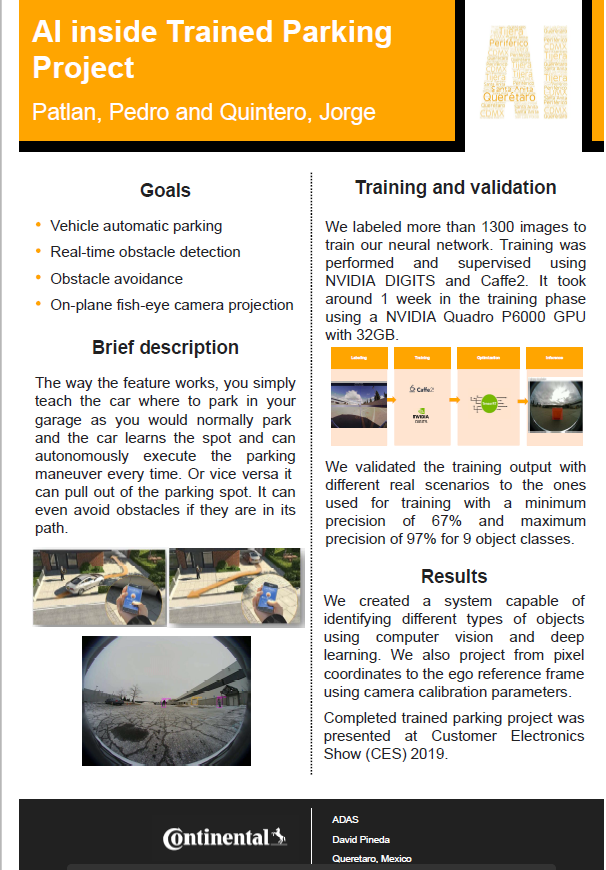 AI inside Trained Parking
Project
Patlan, Pedro and Quintero, Jorge
Periférico
Santa Anita
Querétaro
CDMX
Tijera
Goals
• Vehicle automatic parking
• Real-time obstacle detection
• Obstacle avoidance
• On-plane fish-eye camera projection
Brief description
The way the feature works, you simply
teach the car where to park in your
garage as you would normally park
and the car learns the spot and can
autonomously execute the parking
maneuver every time. Or vice versa it
can pull out of the parking spot. It can
even avoid obstacles if they are in its
path.
Training and validation
We labeled more than 1300 images to
train our neural network. Training was
performed and supervised using
NVIDIA DIGITS and Caffe2. It took
around 1 week in the training phase
using a NVIDIA Quadro P6000 GPU
with 32GB.
Labeling Training Optimization Inference
Caffe2
NVIDIA
DIGITS
We validated the training output with
different real scenarios to the ones
used for training with a minimum
precision of 67% and maximum
precision of 97% for 9 object classes.
Results
We created a system capable of
identifying different types of objects
using computer vision and deep
learning. We also project from pixel
coordinates to the ego reference frame
using camera calibration parameters.
Completed trained parking project was
presented at Customer Electronics
Show (CES) 2019.
Continental
ADAS
David Pineda
Queretaro, Mexico